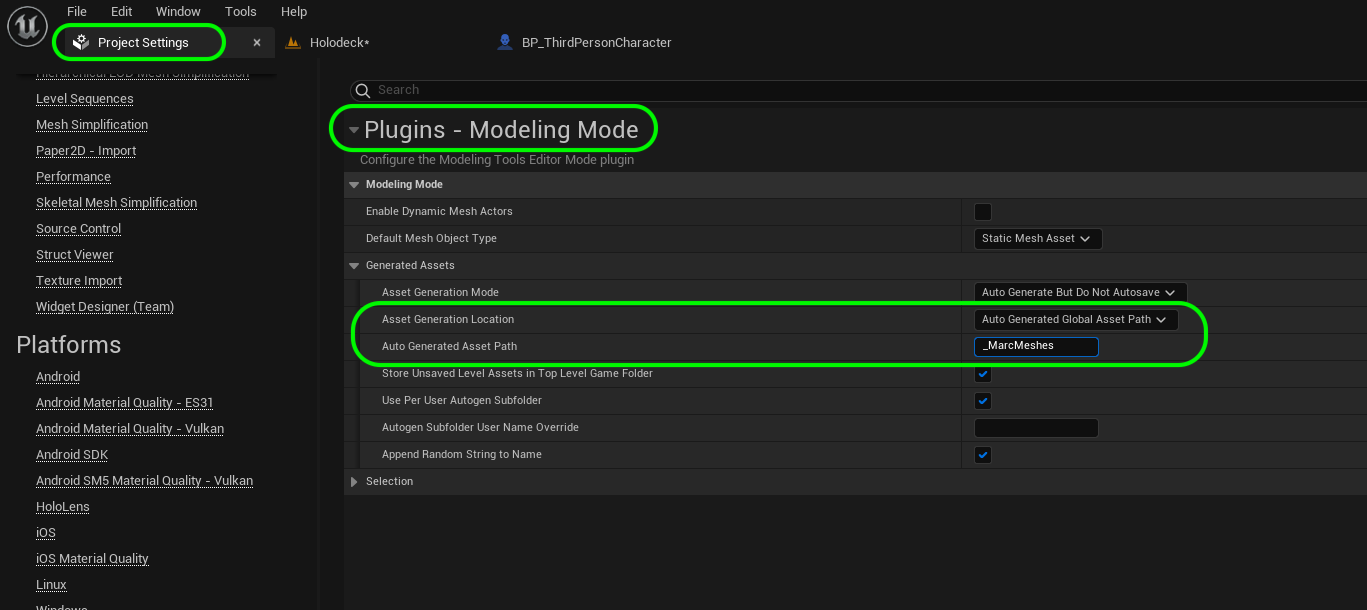 File Edit Window Tools Help
Project Settings × Holodeck* BP_ThirdPersonCharacter
Hierarchical LOD Mesh Simplification
Level Sequences
Mesh Simplification
Paper2D - Import
Performance
Skeletal Mesh Simplification
Source Control
Struct Viewer
Texture Import
Widget Designer (Team)
Platforms
Android
Android Material Quality - ES31
Android Material Quality - Vulkan
Android SDK
Android SM5 Material Quality - Vulkan
HoloLens
iOS
iOS Material Quality
Linux
Windows
Search
Plugins - Modeling Mode
Configure the Modeling Tools Editor Mode plugin
Modeling Mode
Enable Dynamic Mesh Actors
Default Mesh Object Type Static Mesh Asset
Generated Assets
Asset Generation Mode Auto Generate But Do Not Autosave
Asset Generation Location Auto Generated Global Asset Path
Auto Generated Asset Path _MarcMeshes
Store Unsaved Level Assets in Top Level Game Folder
Use Per User Autogen Subfolder
Autogen Subfolder User Name Override
Append Random String to Name
Selection